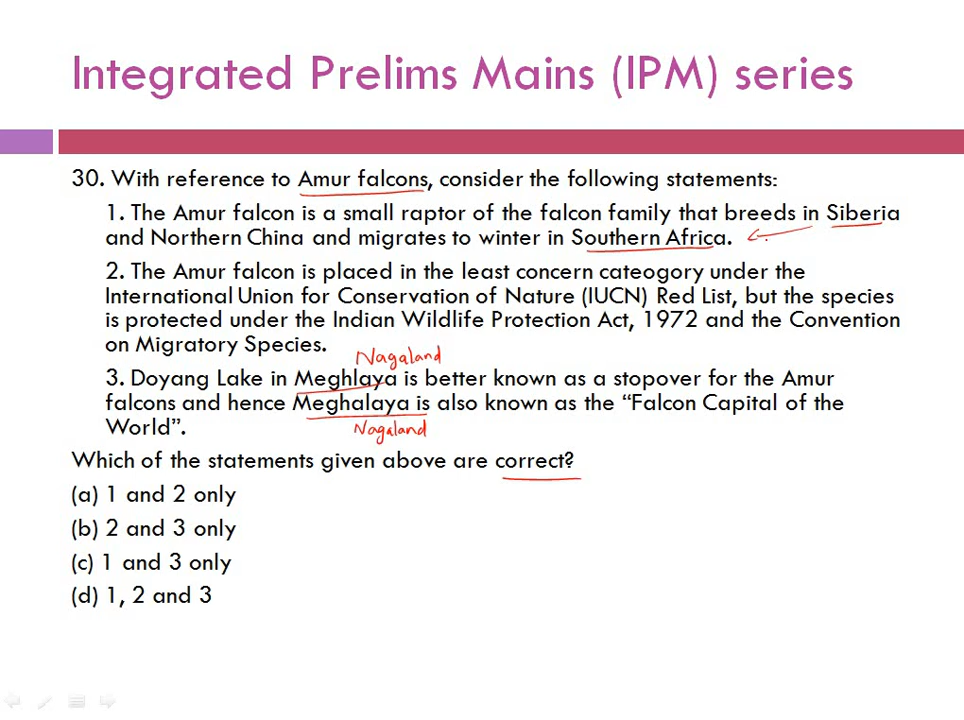 Integrated Prelims Mains (IPM) series
30. With reference to Amur falcons, consider the following statements:
1. The Amur falcon is a small raptor of the falcon family that breeds in Siberia
and Northern China and migrates to winter in Southern Africa.
2. The Amur falcon is placed in the least concern cateogory under the
International Union for Conservation of Nature (IUCN) Red List, but the species
is protected under the Indian Wildlife Protection Act, 1972 and the Convention
on Migratory Species.
Nagaland
3. Doyang Lake in Meghlaya is better known as a stopover for the Amur
falcons and hence Meghalaya is also known as the “Falcon Capital of the
World”.
Nagaland
Which of the statements given above are correct?
(a) 1 and 2 only
(b) 2 and 3 only
(c) 1 and 3 only
(d) 1, 2 and 3